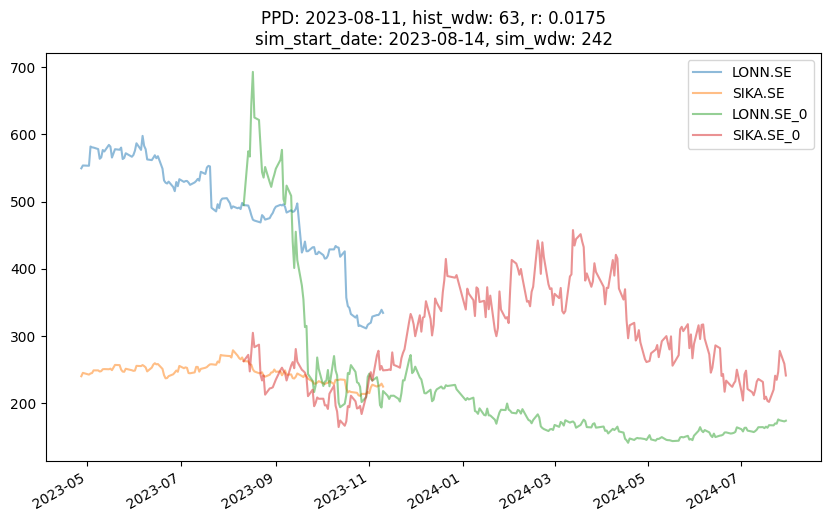 PPD: 2023-08-11, hist_wdw: 63, r: 0.0175
sim_start_date: 2023-08-14, sim_wdw: 242
700
600
500
400
300
200
LONN.SE
SIKA.SE
LONN.SE_0
SIKA.SE_0
2023-05
2023-07
2023-09
2023-11
2024-01
2024-03
2024-05
2024-07